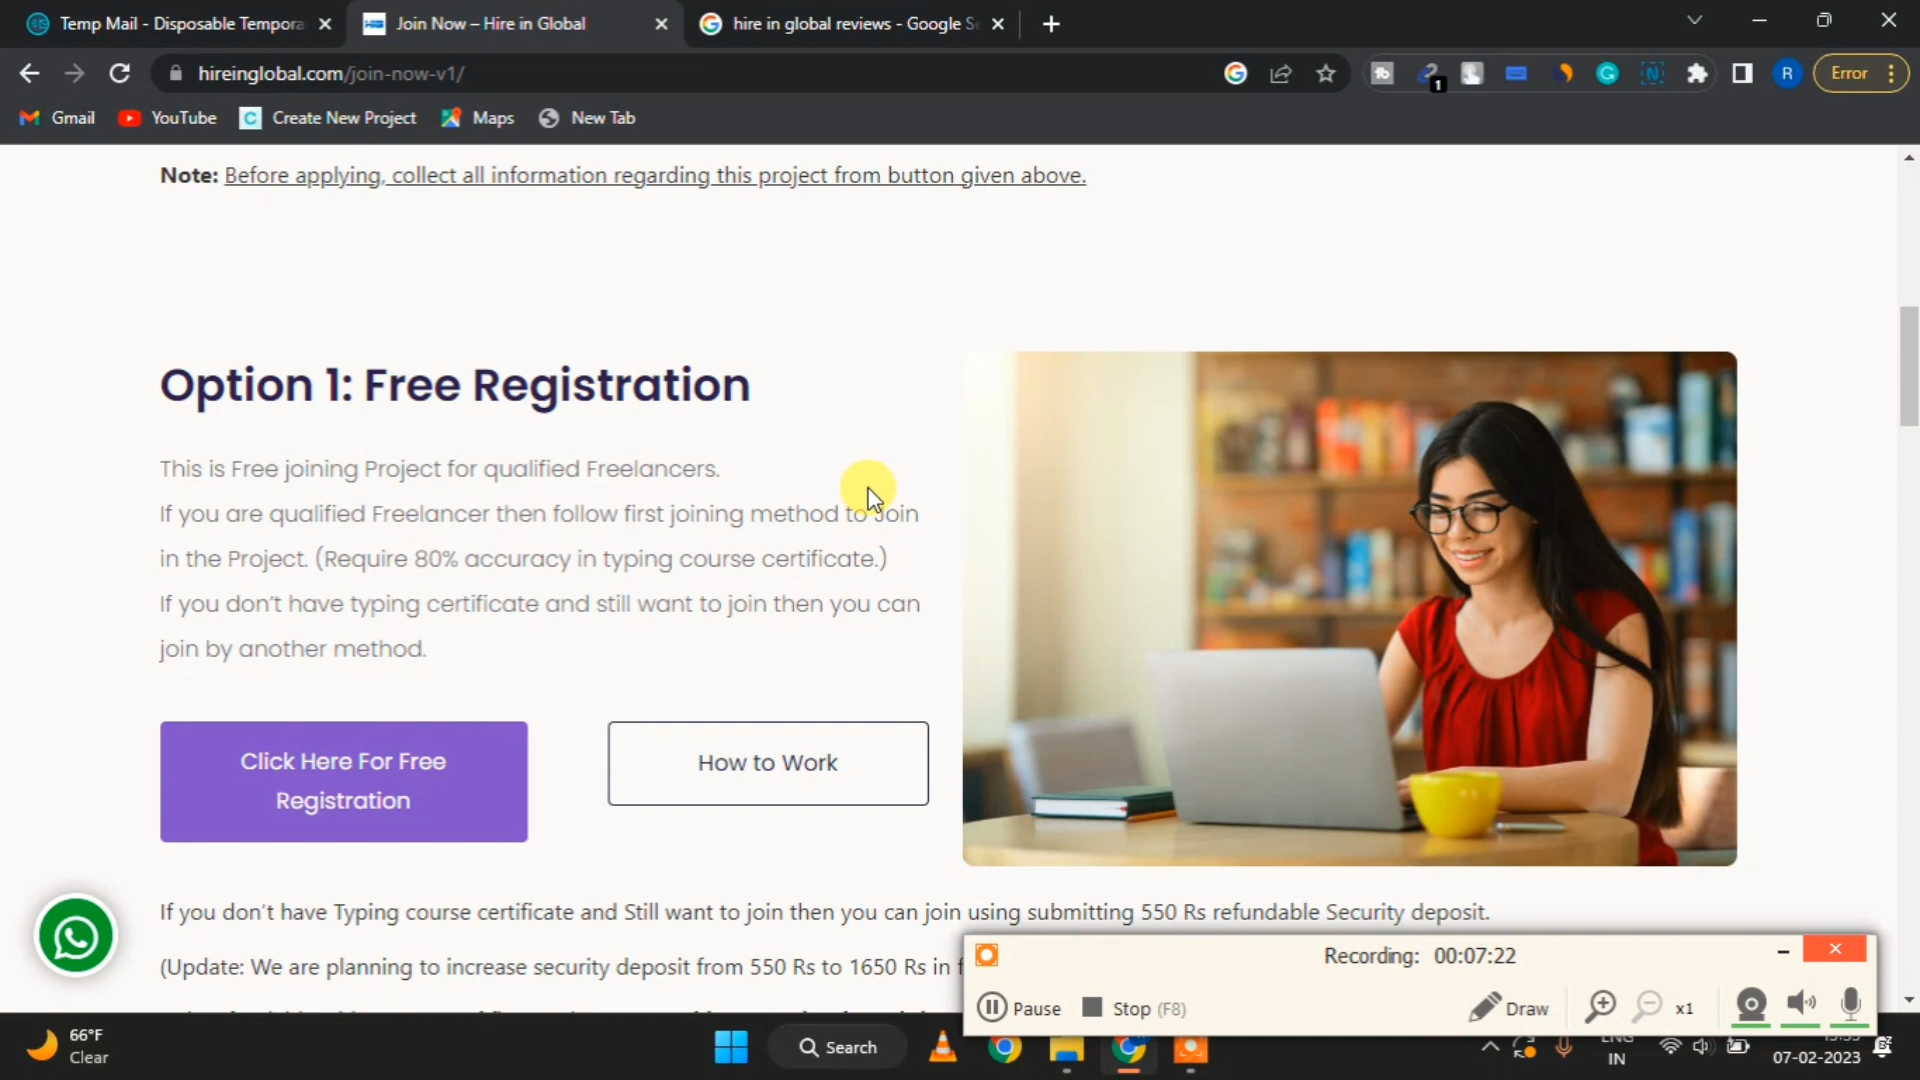 Temp Mail - Disposable Tempora
Join Now – Hire in Global
hire in global reviews - Google Se
hireinglobal.com/join-now-v1/
1
R
Error
Gmail
YouTube
Create New Project
Maps
New Tab
Note: Before applying, collect all information regarding this project from button given above.
Option 1: Free Registration
This is Free joining Project for qualified Freelancers.
If you are qualified Freelancer then follow first joining method to Join
in the Project. (Require 80% accuracy in typing course certificate.)
If you don't have typing certificate and still want to join then you can
join by another method.
Click Here For Free
Registration
How to Work
If you don't have Typing course certificate and Still want to join then you can join using submitting 550 Rs refundable Security deposit.
(Update: We are planning to increase security deposit from 550 Rs to 1650 Rs in
Recording: 00:07:22
Pause
Stop (F8)
Draw
x1
66°F
Clear
Search
ENG
IN
07-02-2023